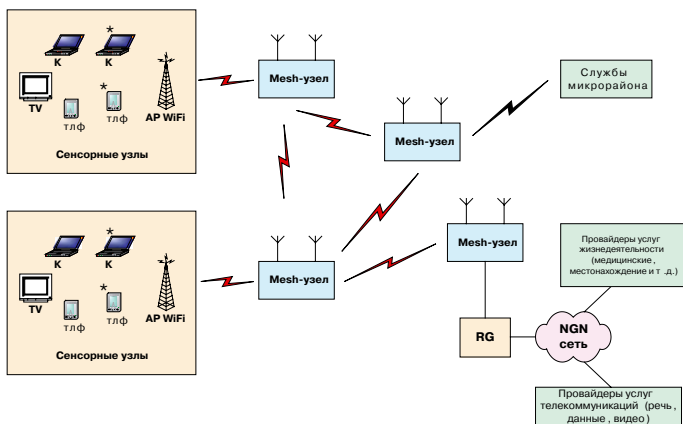 *
К
К
TV
*
тлф
тлф
AP WiFi
Сенсорные узлы
Mesh-узел
Mesh-узел
Службы
микрорайона
*
К
К
TV
*
тлф
тлф
AP WiFi
Сенсорные узлы
Mesh-узел
Mesh-узел
RG
NGN
сеть
Провайдеры услуг
жизнедеятельности
(медицинские,
местонахождение и т .д.)
Провайдеры услуг
телекоммуникаций (речь,
данные, видео)